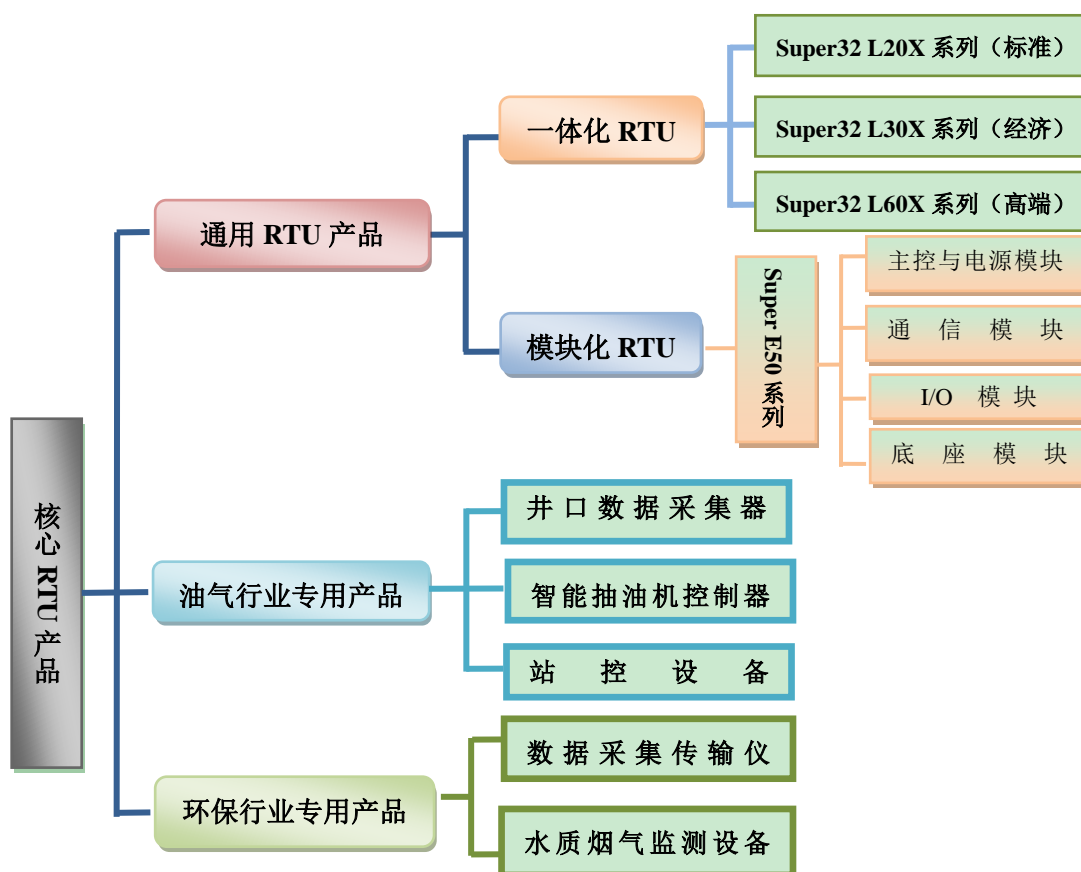 核心 RTU 产品
通用 RTU 产品
一体化 RTU
Super32 L20X 系列（标准）
Super32 L30X 系列（经济）
Super32 L60X 系列（高端）
模块化 RTU
Super E50 系列
主控与电源模块
通信模块
I/O 模块
底座模块
油气行业专用产品
井口数据采集器
智能抽油机控制器
站控设备
环保行业专用产品
数据采集传输仪
水质烟气监测设备